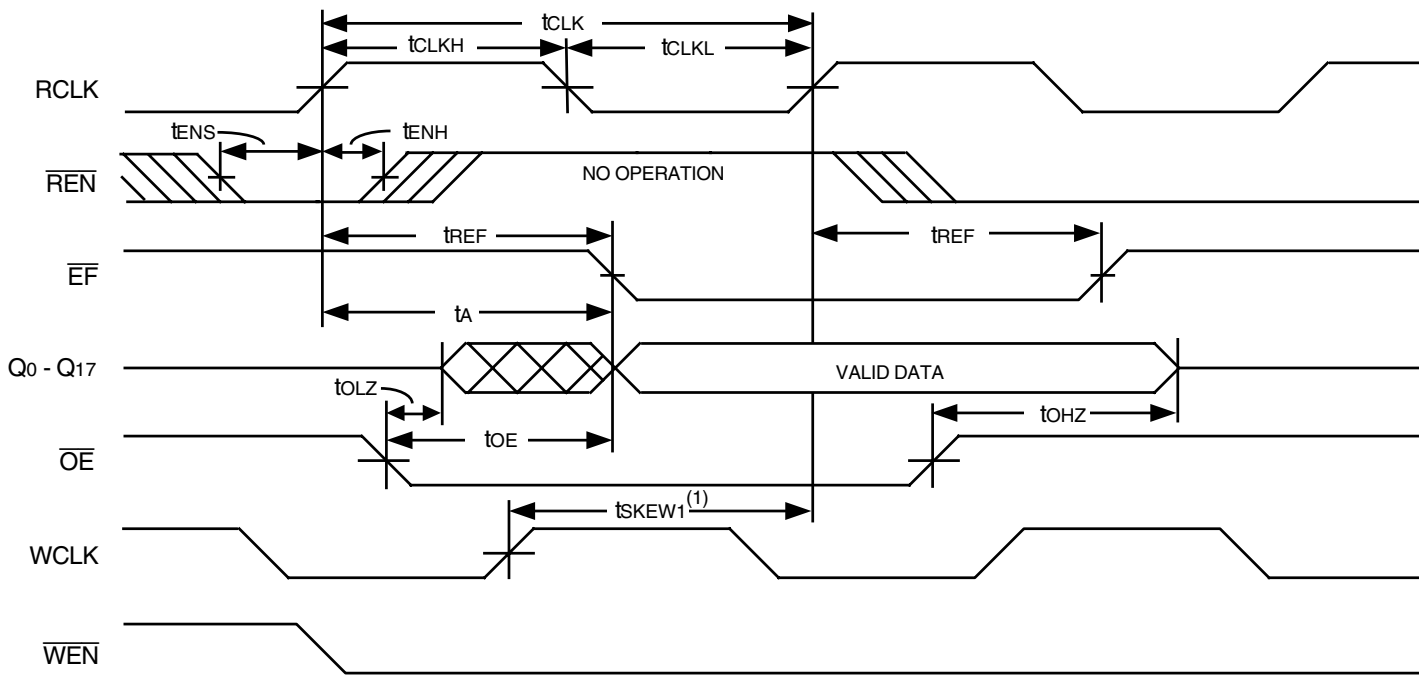 tCLK
tCLKH
tCLKL
RCLK
tENS
tENH
REN
NO OPERATION
tREF
tREF
EF
tA
Q0 - Q17
VALID DATA
tOLZ
tOHZ
tOE
OE
tSKEW1(1)
WCLK
WEN